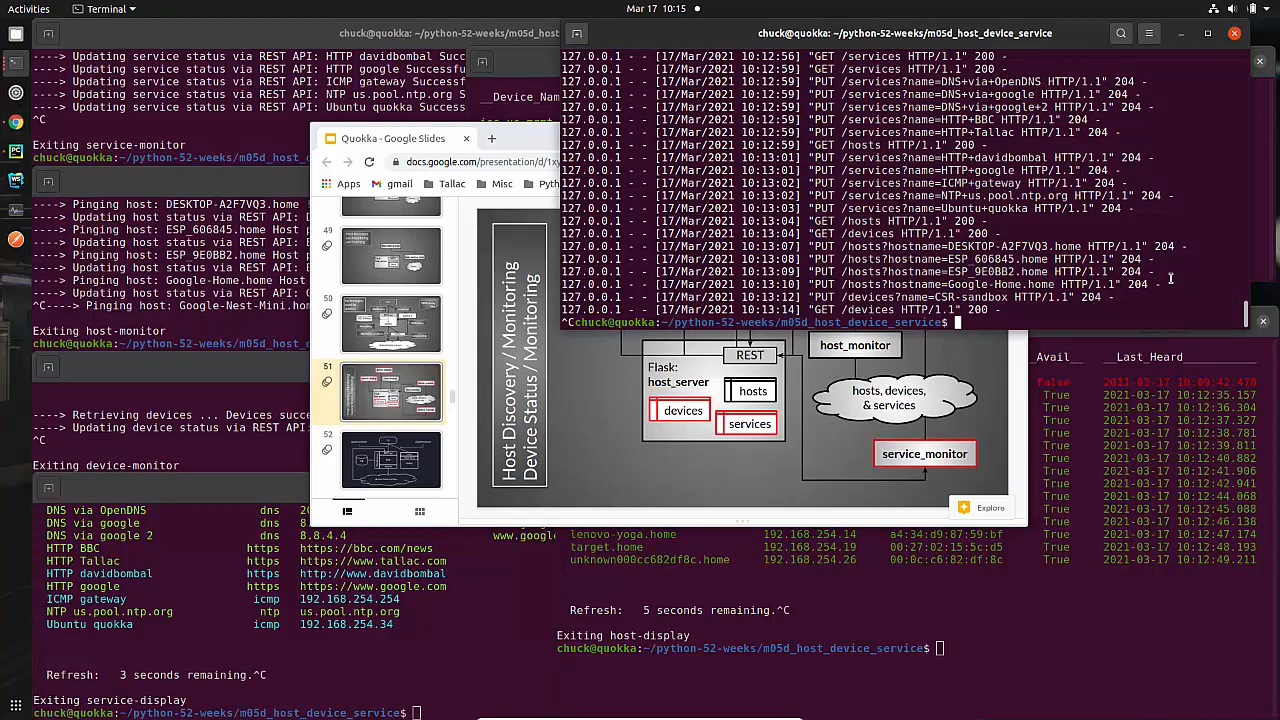 Activities
Terminal
Mar 17 10:15
chuck@quokka: ~/python-52-weeks/m05d_hos
----> Updating service status via REST API: HTTP davidbombal Succ
----> Updating service status via REST API: HTTP google Successfu
----> Updating service status via REST API: ICMP gateway Successf
----> Updating service status via REST API: NTP us.pool.ntp.org S
----> Updating service status via REST API: Ubuntu quokka Success
^C
Exiting service-monitor
chuck@quokka:~/python-52-weeks/m05d_host_dev
__Device_Nam
chuck@quokka: ~/python-52-weeks/m05d_host_device_service
127.0.0.1 - - [17/Mar/2021 10:12:56] "GET /services HTTP/1.1" 200 -
127.0.0.1 - - [17/Mar/2021 10:12:59] "GET /services HTTP/1.1" 200 -
127.0.0.1 - - [17/Mar/2021 10:12:59] "PUT /services?name=DNS+via+OpenDNS HTTP/1.1" 204 -
127.0.0.1 - - [17/Mar/2021 10:12:59] "PUT /services?name=DNS+via+google HTTP/1.1" 204 -
127.0.0.1 - - [17/Mar/2021 10:12:59] "PUT /services?name=DNS+via+google+2 HTTP/1.1" 204 -
127.0.0.1 - - [17/Mar/2021 10:12:59] "PUT /services?name=HTTP+BBC HTTP/1.1" 204 -
127.0.0.1 - - [17/Mar/2021 10:12:59] "PUT /services?name=HTTP+Tallac HTTP/1.1" 204 -
127.0.0.1 - - [17/Mar/2021 10:12:59] "GET /hosts HTTP/1.1" 200 -
127.0.0.1 - - [17/Mar/2021 10:13:01] "PUT /services?name=HTTP+davidbombal HTTP/1.1" 204 -
127.0.0.1 - - [17/Mar/2021 10:13:01] "PUT /services?name=HTTP+google HTTP/1.1" 204 -
127.0.0.1 - - [17/Mar/2021 10:13:02] "PUT /services?name=ICMP+gateway HTTP/1.1" 204 -
127.0.0.1 - - [17/Mar/2021 10:13:02] "PUT /services?name=NTP+us.pool.ntp.org HTTP/1.1" 204 -
127.0.0.1 - - [17/Mar/2021 10:13:03] "PUT /services?name=Ubuntu+quokka HTTP/1.1" 204 -
127.0.0.1 - - [17/Mar/2021 10:13:04] "GET /hosts HTTP/1.1" 200 -
127.0.0.1 - - [17/Mar/2021 10:13:04] "GET /devices HTTP/1.1" 200 -
127.0.0.1 - - [17/Mar/2021 10:13:07] "PUT /hosts?hostname=DESKTOP-A2F7VQ3.home HTTP/1.1" 204 -
127.0.0.1 - - [17/Mar/2021 10:13:08] "PUT /hosts?hostname=ESP_606845.home HTTP/1.1" 204 -
127.0.0.1 - - [17/Mar/2021 10:13:09] "PUT /hosts?hostname=ESP_9E0BB2.home HTTP/1.1" 204 -
127.0.0.1 - - [17/Mar/2021 10:13:10] "PUT /hosts?hostname=Google-Home.home HTTP/1.1" 204 -
127.0.0.1 - - [17/Mar/2021 10:13:12] "PUT /devices?name=CSR-sandbox HTTP/1.1" 204 -
127.0.0.1 - - [17/Mar/2021 10:13:14] "GET /devices HTTP/1.1" 200 -
^Cchuck@quokka:~/python-52-weeks/m05d_host_device_service$
----> Pinging host: DESKTOP-A2F7VQ3.home
----> Updating host status via REST API: D
----> Pinging host: ESP_606845.home
----> Updating host status via REST API: E
----> Pinging host: ESP_9E0BB2.home
----> Updating host status via REST API: E
----> Pinging host: Google-Home.home
----> Updating host status via REST API: G
^C----> Pinging host: Google-Nest-Mini.hom
Exiting host-monitor
chuck@quokka:~/python-52-weeks/m05d_host_d
Quokka - Google Slides
docs.google.com/presentation/d/1xy
Apps
gmail
Tallac
Misc
Pyth
49
50
51
52
Host Discovery / Monitoring
Device Status / Monitoring
REST
Flask:
host_server
hosts
devices
services
host_monitor
hosts, devices,
& services
service_monitor
Explore
----> Retrieving devices ... Devices succe
----> Updating device status via REST API:
^C
Exiting device-monitor
chuck@quokka:~/python-52-weeks/m05d_host_d
DNS via OpenDNS dns 20
DNS via google dns 8.8
DNS via google 2 dns 8.8.4.4
HTTP BBC https https://bbc.com/news
HTTP Tallac https https://www.tallac.com
HTTP davidbombal https http://www.davidbombal
HTTP google https https://www.google.com
ICMP gateway icmp 192.168.254.254
NTP us.pool.ntp.org ntp us.pool.ntp.org
Ubuntu quokka icmp 192.168.254.34
Refresh: 3 seconds remaining.^C
Exiting service-display
chuck@quokka:~/python-52-weeks/m05d_host_device_service$
www.googl
Avail__ __Last_Heard
False 2021-03-17 10:09:42.478
True 2021-03-17 10:12:35.157
True 2021-03-17 10:12:36.304
True 2021-03-17 10:12:37.327
True 2021-03-17 10:12:38.781
True 2021-03-17 10:12:39.811
True 2021-03-17 10:12:40.882
True 2021-03-17 10:12:41.906
True 2021-03-17 10:12:42.941
True 2021-03-17 10:12:44.068
True 2021-03-17 10:12:45.088
True 2021-03-17 10:12:46.138
lenovo-yoga.home 192.168.254.14 a4:34:d9:87:59:bf True 2021-03-17 10:12:47.174
target.home 192.168.254.19 00:27:02:15:5c:d5 True 2021-03-17 10:12:48.193
unknown000cc682df8c.home 192.168.254.26 00:0c:c6:82:df:8c True 2021-03-17 10:12:49.211
Refresh: 5 seconds remaining.^C
Exiting host-display
chuck@quokka:~/python-52-weeks/m05d_host_device_service$